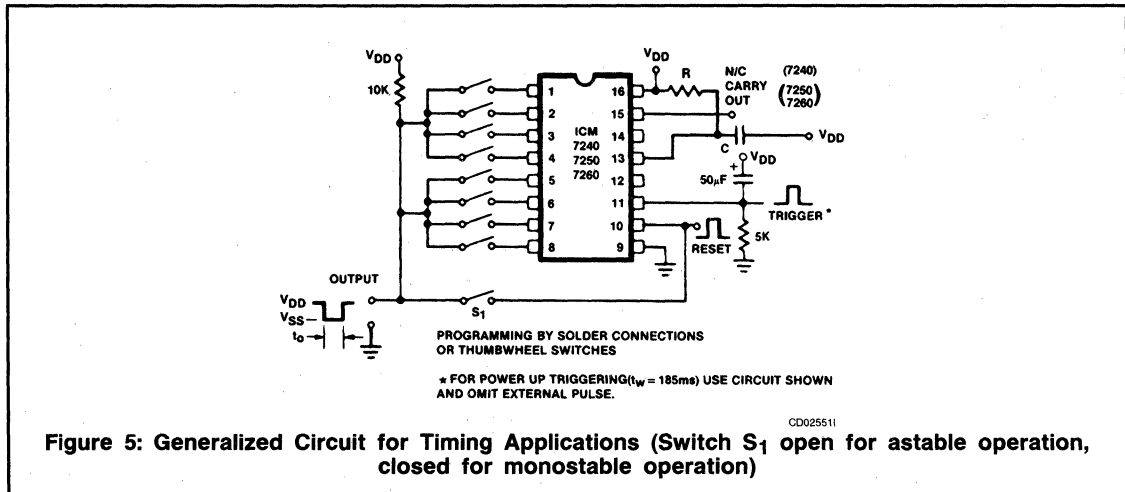 VDD
10K
1
2
3
4
5
6
7
8
ICM
7240
7250
7260
16
15
14
13
12
11
10
9
VDD
R
N/C (7240)
CARRY OUT (7250 7260)
C
VDD
VDD
+
50µF
TRIGGER*
5K
RESET
OUTPUT
VDD
VSS
to
S1
PROGRAMMING BY SOLDER CONNECTIONS
OR THUMBWHEEL SWITCHES
* FOR POWER UP TRIGGERING(tw = 185ms) USE CIRCUIT SHOWN
AND OMIT EXTERNAL PULSE.
CD02551I
Figure 5: Generalized Circuit for Timing Applications (Switch S1 open for astable operation,
closed for monostable operation)